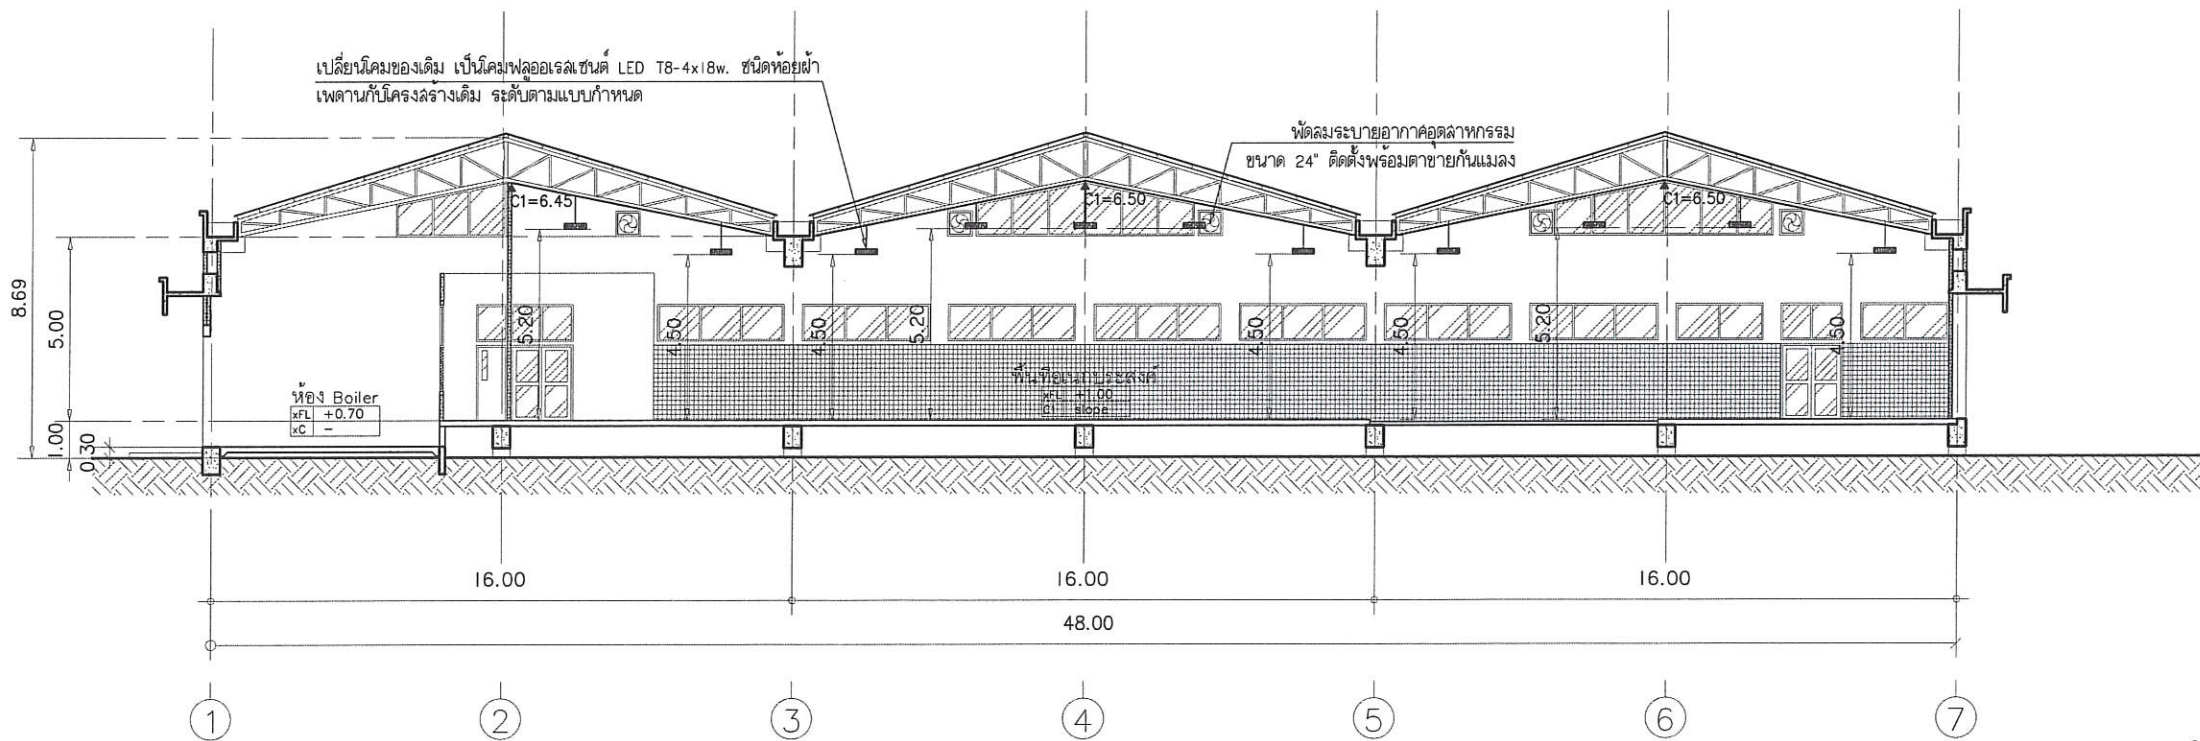 เปลี่ยนโคมของเดิม เป็นโคมฟลูออเรสเซนต์ LED T8-4x18w. ชนิดห้อยฝ้า
เพดานกับโครงสร้างเดิม ระดับตามแบบกำหนด
พัดลมระบายอากาศอุตสาหกรรม
ขนาด 24" ติดตั้งพร้อมตาข่ายกันแมลง
C1=6.45
C1=6.50
C1=6.50
8.69
5.00
1.00
0.30
5.20
4.50
4.50
5.20
4.50
4.50
5.20
4.50
ห้อง Boiler
xFL +0.70
xC -
พื้นที่อเนกประสงค์
xFL +1.00
C1 slope
16.00
16.00
16.00
48.00
1
2
3
4
5
6
7